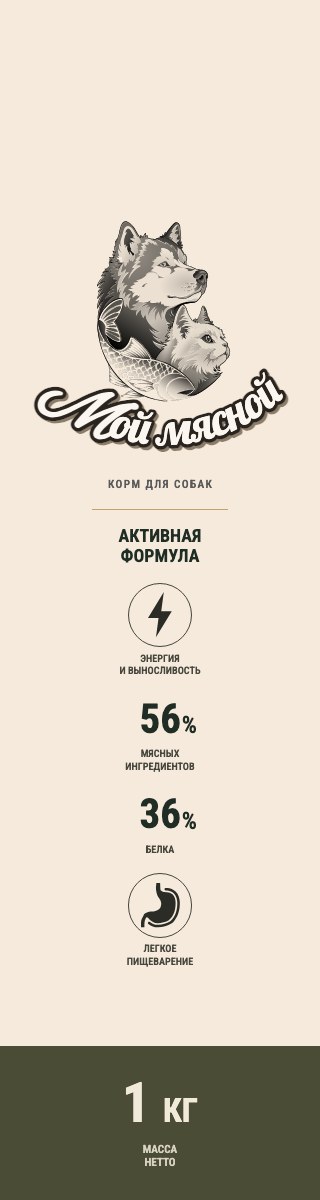 Мой мясной
КОРМ ДЛЯ СОБАК
АКТИВНАЯ
ФОРМУЛА
ЭНЕРГИЯ
И ВЫНОСЛИВОСТЬ
56%
МЯСНЫХ
ИНГРЕДИЕНТОВ
36%
БЕЛКА
ЛЕГКОЕ
ПИЩЕВАРЕНИЕ
1 кг
МАССА
НЕТТО